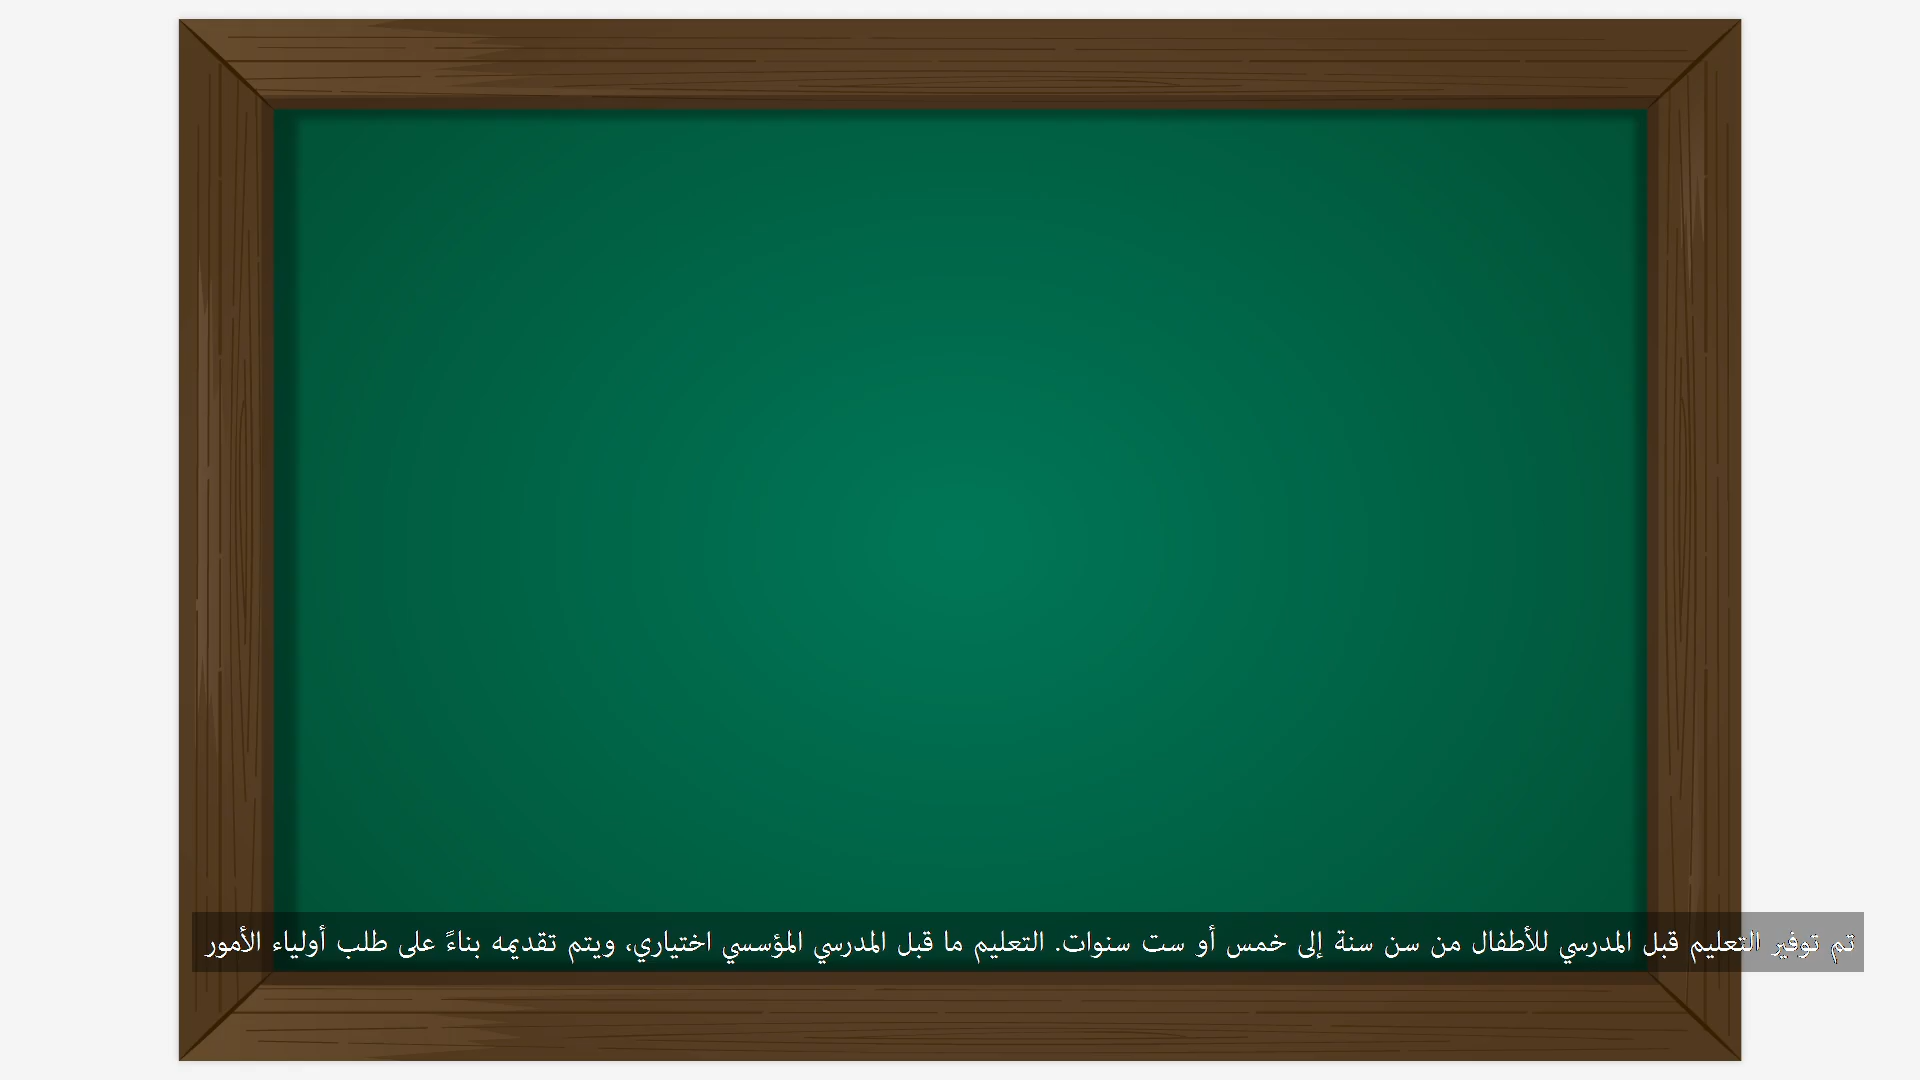 تم توفير التعليم قبل المدرسي للأطفال من سن سنة إلى خمس أو ست سنوات. التعليم ما قبل المدرسي المؤسسي اختياري، ويتم تقديمه بناءً على طلب أولياء الأمور